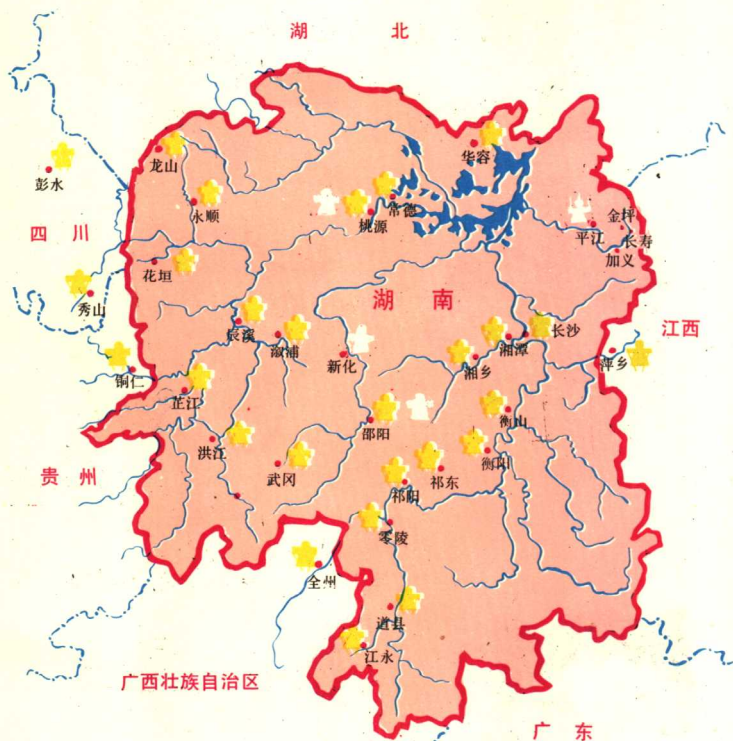 湖 北
华容
龙山
彭水
永顺
常德
桃源
金坪
平江
长寿
加义
四 川
花垣
秀山
湖 南
辰溪
溆浦
长沙
湘潭
江西
新化
湘乡
萍乡
铜仁
芷江
衡山
邵阳
洪江
衡阳
武冈
祁东
贵 州
祁阳
零陵
全州
道县
江永
广西壮族自治区
广 东